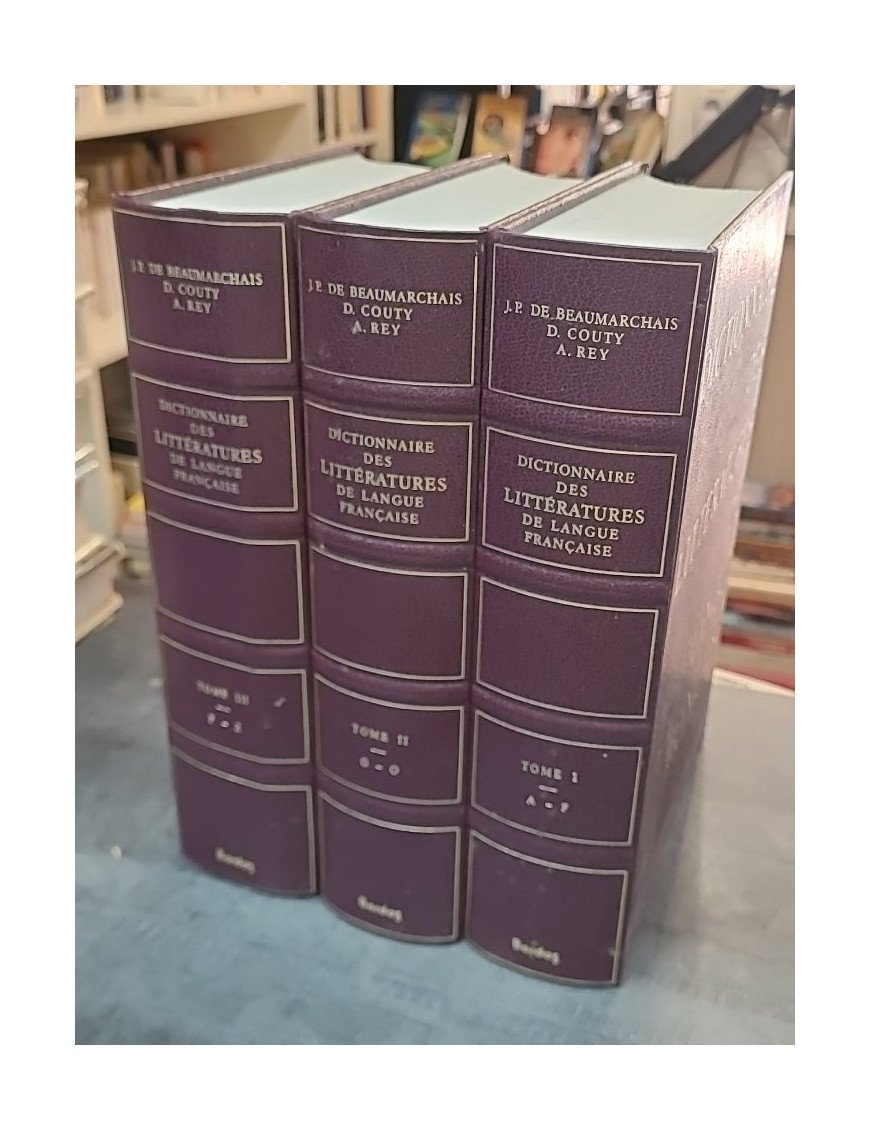 J.P. DE BEAUMARCHAIS
D. COUTY
A. REY
DICTIONNAIRE
DES
LITTÉRATURES
DE LANGUE
FRANÇAISE
TOME III
P - Z
Bordas
J.P. DE BEAUMARCHAIS
D. COUTY
A. REY
DICTIONNAIRE
DES
LITTÉRATURES
DE LANGUE
FRANÇAISE
TOME II
G - O
Bordas
J.P. DE BEAUMARCHAIS
D. COUTY
A. REY
DICTIONNAIRE
DES
LITTÉRATURES
DE LANGUE
FRANÇAISE
TOME I
A - F
Bordas